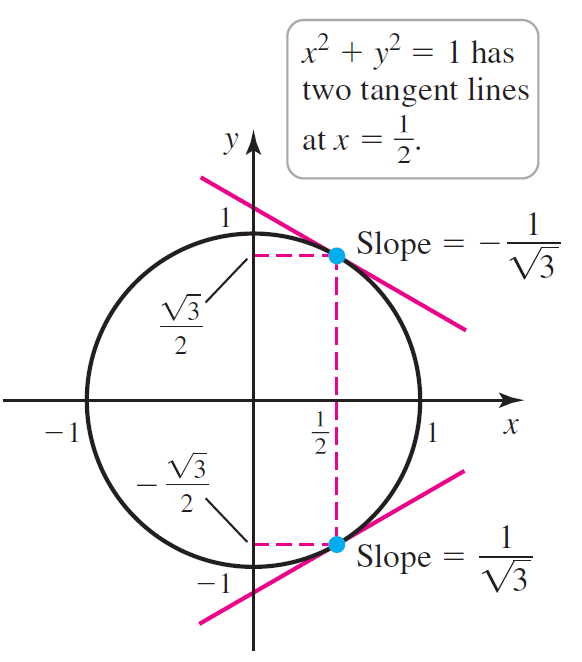 x² + y² = 1 has
two tangent lines
at x = 1/2.
y
1
Slope = −1/√3
√3/2
−1
1/2
1
x
−√3/2
Slope = 1/√3
−1